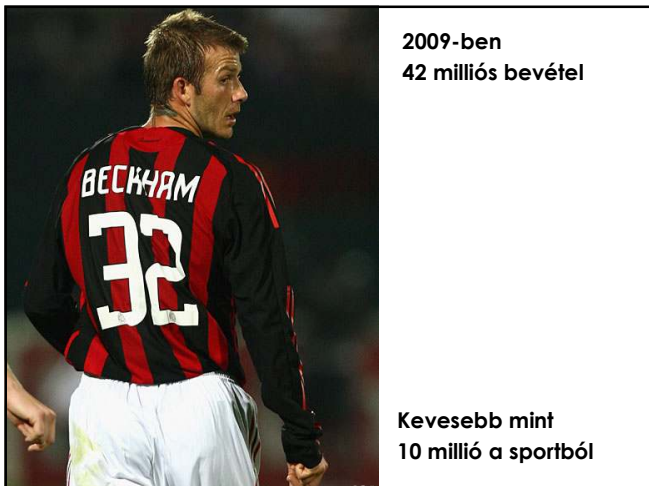 2009-ben
42 milliós bevétel
BECKHAM
32
Kevesebb mint
10 millió a sportból